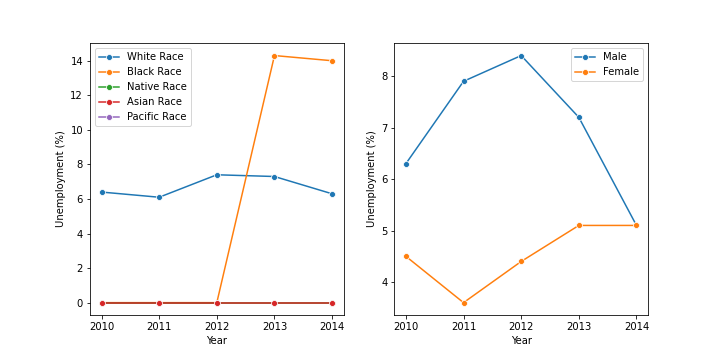 White Race
Black Race
Native Race
Asian Race
Pacific Race
14
12
10
8
6
4
2
0
Unemployment (%)
2010 2011 2012 2013 2014
Year
Male
Female
8
7
6
5
4
Unemployment (%)
2010 2011 2012 2013 2014
Year